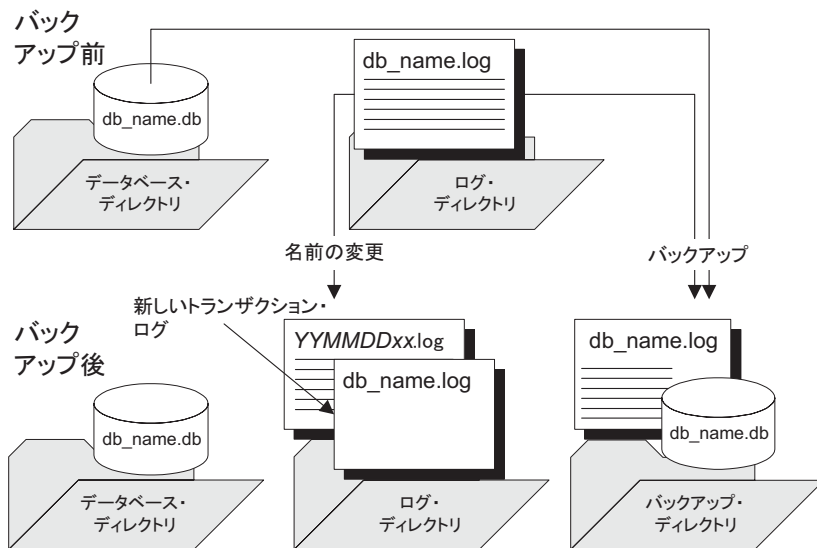 バック
アップ前
db_name.db
データベース・
ディレクトリ
db_name.log
ログ・
ディレクトリ
名前の変更
バックアップ
バック
アップ後
新しいトランザクション・
ログ
db_name.db
データベース・
ディレクトリ
YYMMDDxx.log
db_name.log
ログ・
ディレクトリ
db_name.log
db_name.db
バックアップ・
ディレクトリ